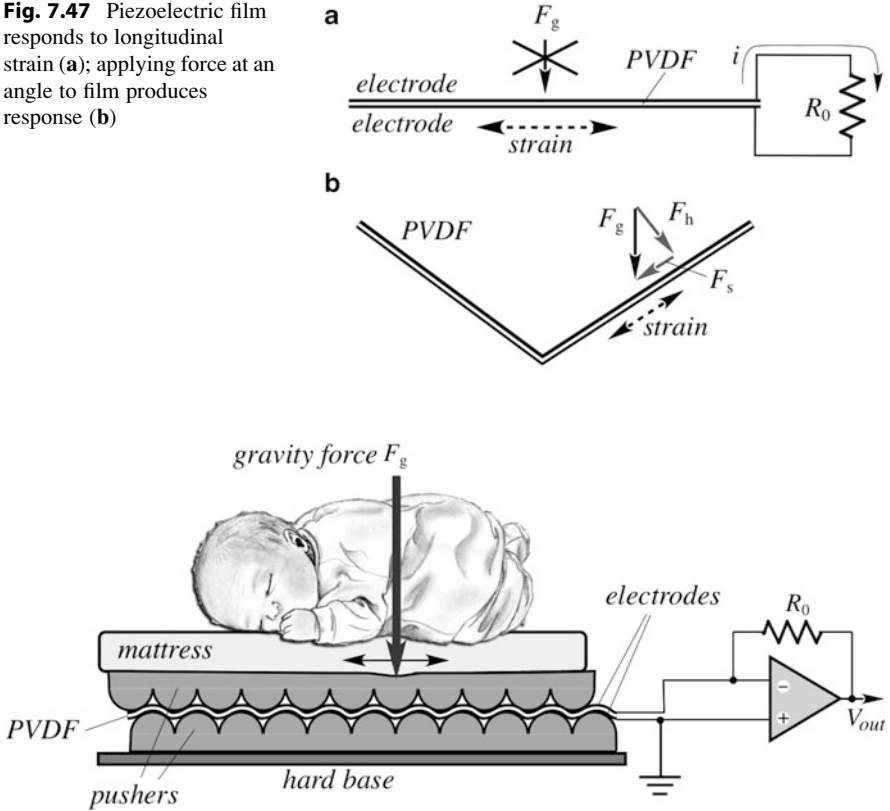 Fig. 7.47 Piezoelectric film
responds to longitudinal
strain (a); applying force at an
angle to film produces
response (b)
a
Fg
PVDF
i
electrode
electrode
strain
R0
b
PVDF
Fg
Fh
Fs
strain
gravity force Fg
electrodes
R0
mattress
−
+
Vout
PVDF
pushers
hard base